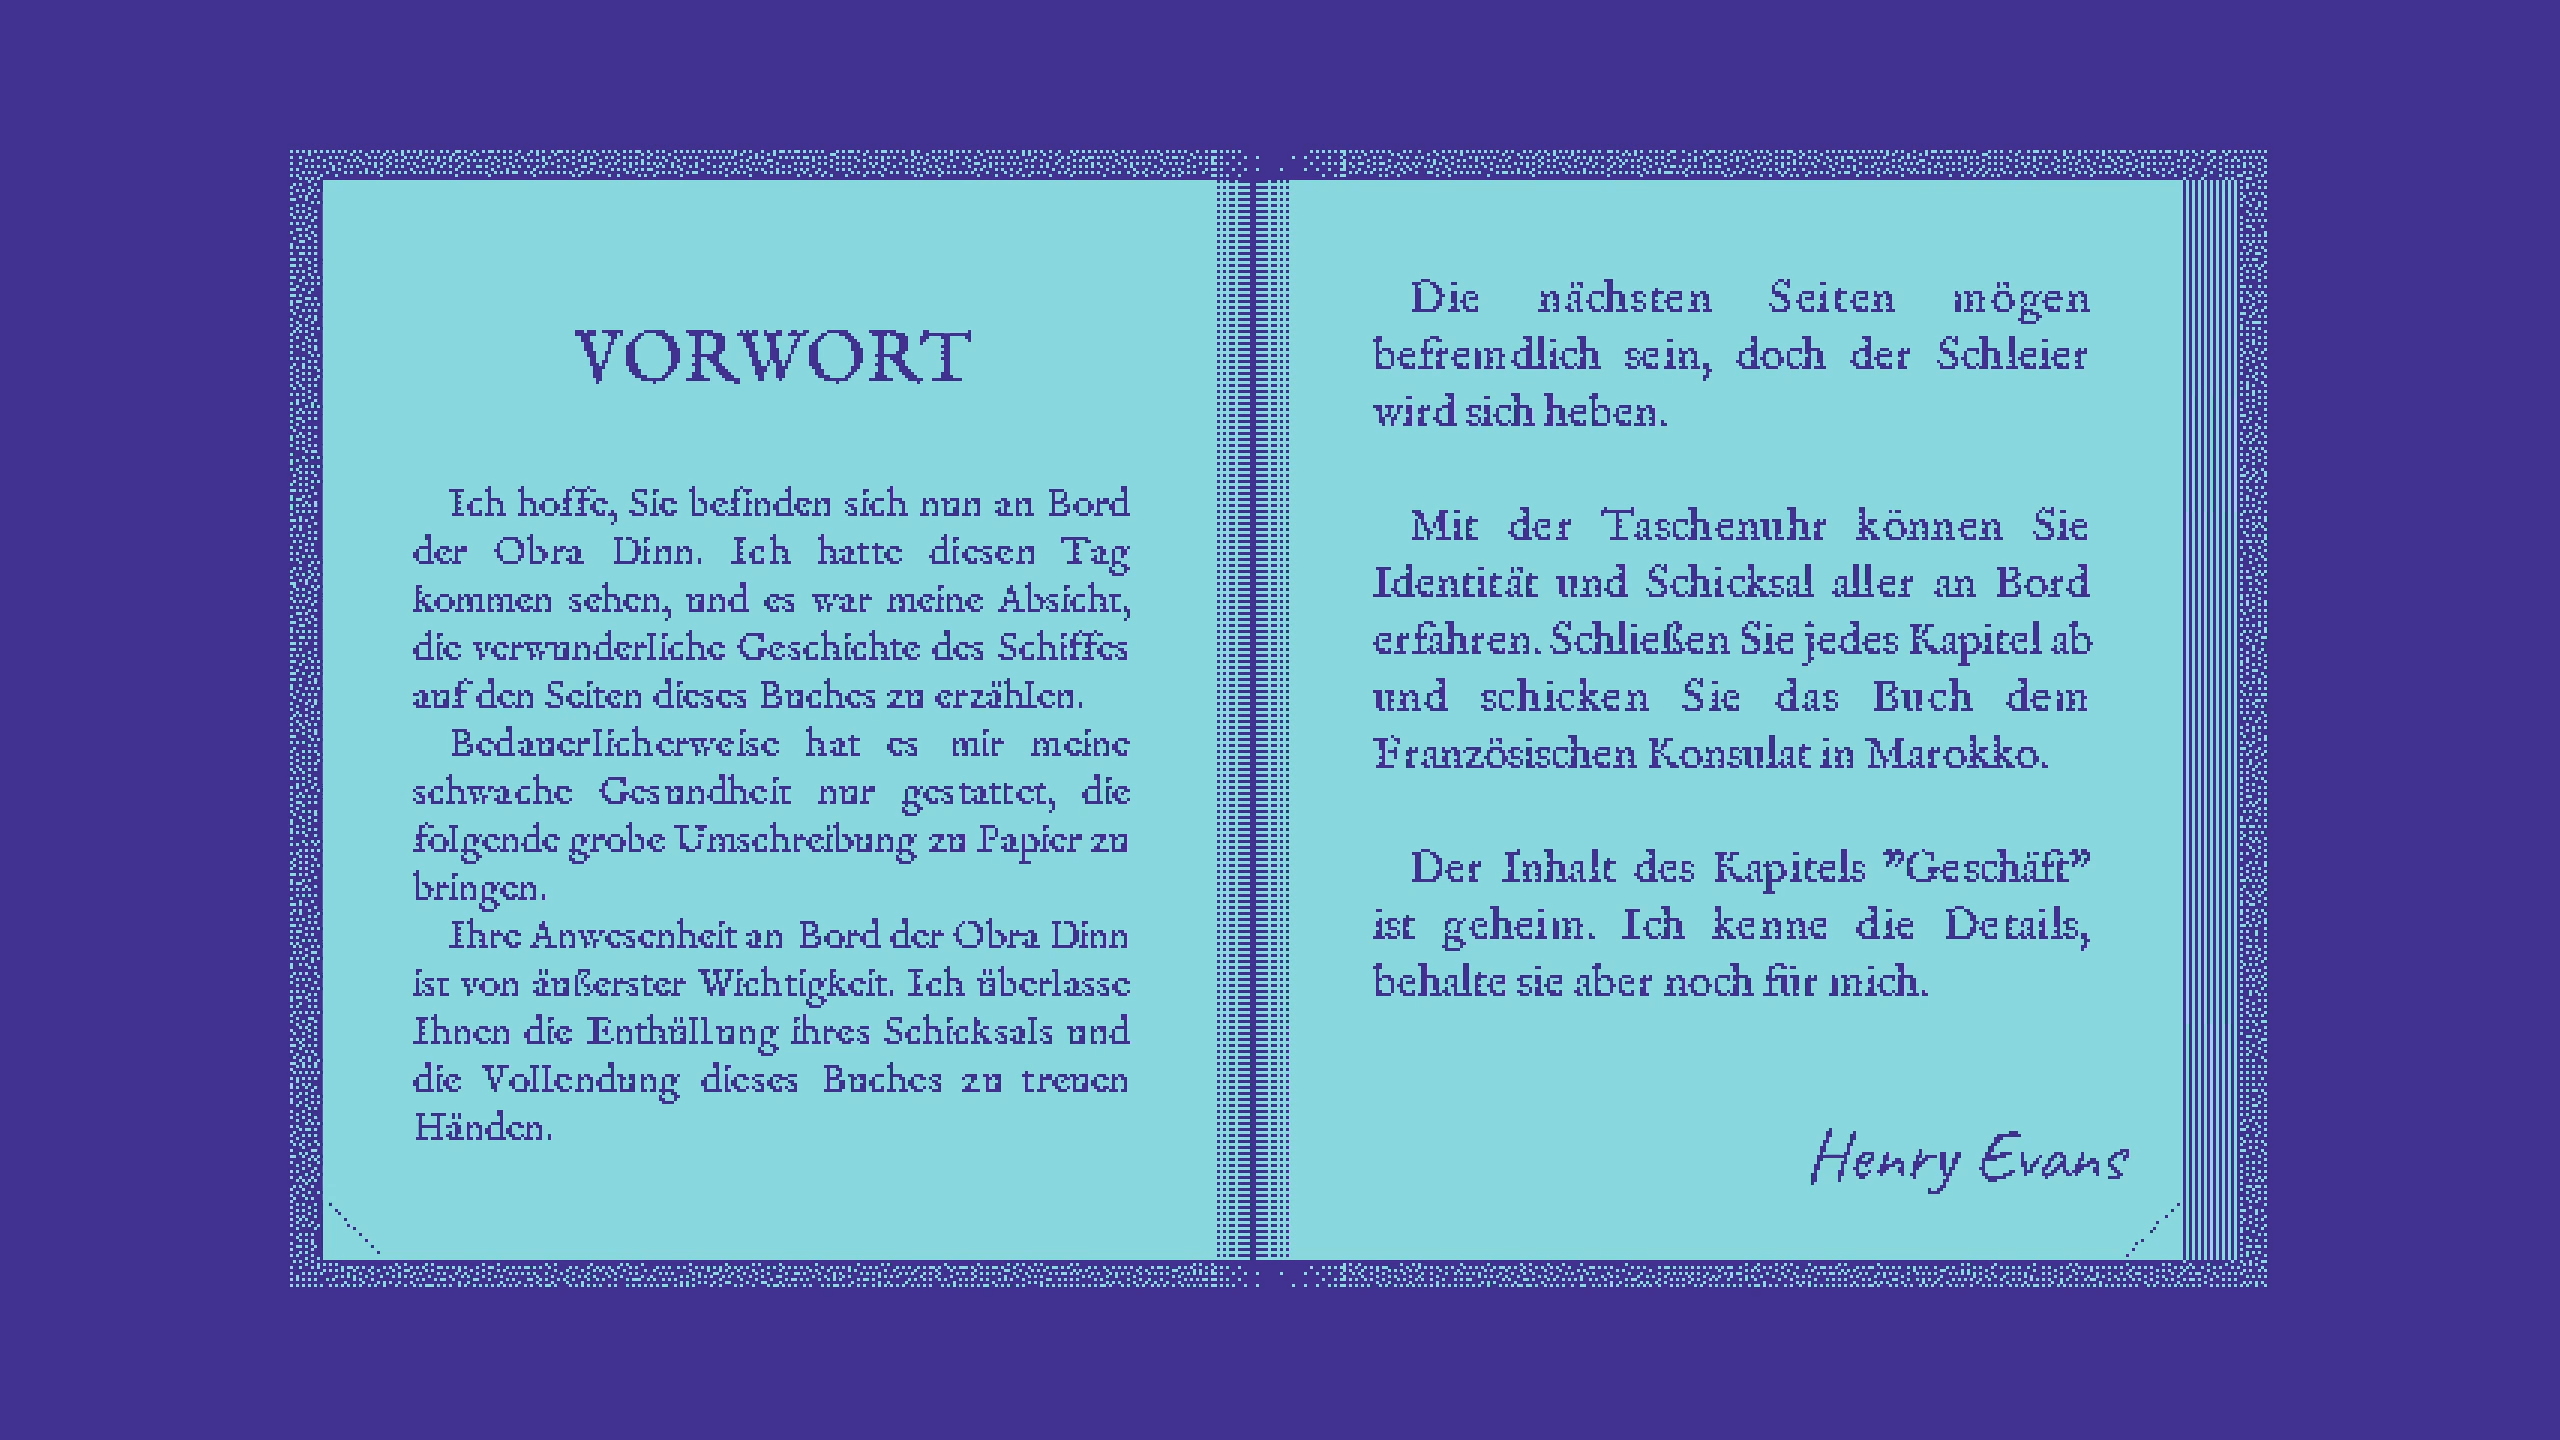 VORWORT
Ich hoffe, Sie befinden sich nun an Bord
der Obra Dinn. Ich hatte diesen Tag
kommen sehen, und es war meine Absicht,
die verwunderliche Geschichte des Schiffes
auf den Seiten dieses Buches zu erzählen.
Bedauerlicherweise hat es mir meine
schwache Gesundheit nur gestattet, die
folgende grobe Umschreibung zu Papier zu
bringen.
Ihre Anwesenheit an Bord der Obra Dinn
ist von äußerster Wichtigkeit. Ich überlasse
Ihnen die Enthüllung ihres Schicksals und
die Vollendung dieses Buches zu treuen
Händen.
Die nächsten Seiten mögen
befremdlich sein, doch der Schleier
wird sich heben.
Mit der Taschenuhr können Sie
Identität und Schicksal aller an Bord
erfahren. Schließen Sie jedes Kapitel ab
und schicken Sie das Buch dem
Französischen Konsulat in Marokko.
Der Inhalt des Kapitels ”Geschäft”
ist geheim. Ich kenne die Details,
behalte sie aber noch für mich.
Henry Evans